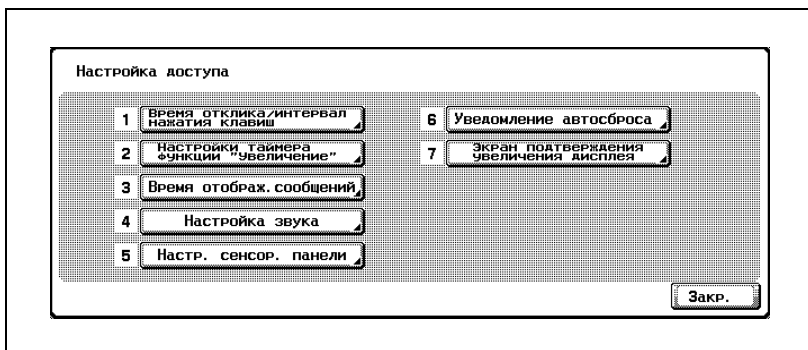 Настройка доступа
1 Время отклика/интервал
нажатия клавиш
2 Настройки таймера
функции "Увеличение"
3 Время отображ.сообщений
4 Настройка звука
5 Настр. сенсор. панели
6 Уведомление автосброса
7 Экран подтверждения
увеличения дисплея
Закр.